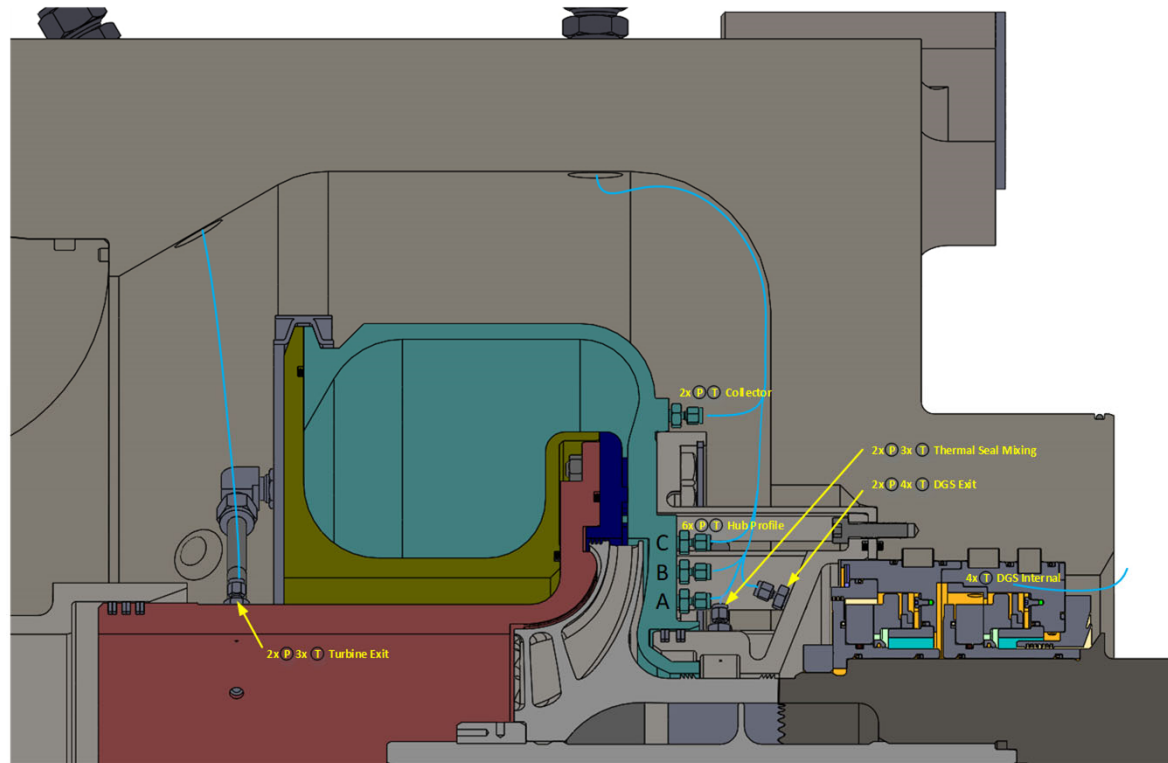 2x P T Collector
2x P 3x T Thermal Seal Mixing
2x P 4x T DGS Exit
6x P T Hub Profile
C
B
A
4x T DGS Internal
2x P 3x T Turbine Exit